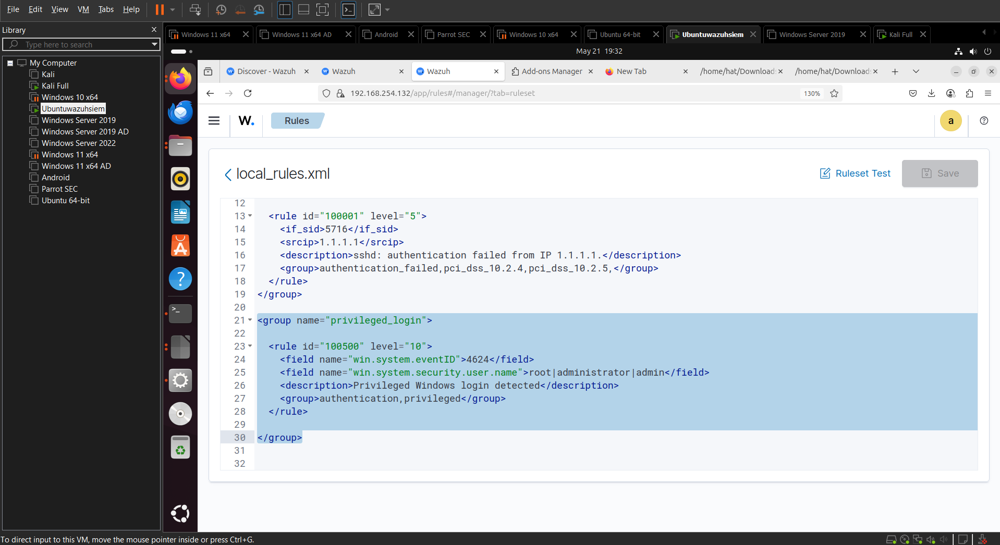 File Edit View VM Tabs Help
Library
Type here to search
My Computer
Kali
Kali Full
Windows 10 x64
Ubuntuwazuhsiem
Windows Server 2019
Windows Server 2019 AD
Windows Server 2022
Windows 11 x64
Windows 11 x64 AD
Android
Parrot SEC
Ubuntu 64-bit
Windows 11 x64 Windows 11 x64 AD Android Parrot SEC Windows 10 x64 Ubuntu 64-bit Ubuntuwazuhsiem Windows Server 2019 Kali Full
May 21 19:32
Discover - Wazuh Wazuh Wazuh Add-ons Manager New Tab /home/hat/Download /home/hat/Download
192.168.254.132/app/rules#/manager/?tab=ruleset 130%
W. Rules a
local_rules.xml Ruleset Test Save
12
13 <rule id="100001" level="5">
14 <if_sid>5716</if_sid>
15 <srcip>1.1.1.1</srcip>
16 <description>sshd: authentication failed from IP 1.1.1.1.</description>
17 <group>authentication_failed,pci_dss_10.2.4,pci_dss_10.2.5,</group>
18 </rule>
19 </group>
20
21 <group name="privileged_login">
22
23 <rule id="100500" level="10">
24 <field name="win.system.eventID">4624</field>
25 <field name="win.system.security.user.name">root|administrator|admin</field>
26 <description>Privileged Windows login detected</description>
27 <group>authentication,privileged</group>
28 </rule>
29
30 </group>
31
32
To direct input to this VM, move the mouse pointer inside or press Ctrl+G.